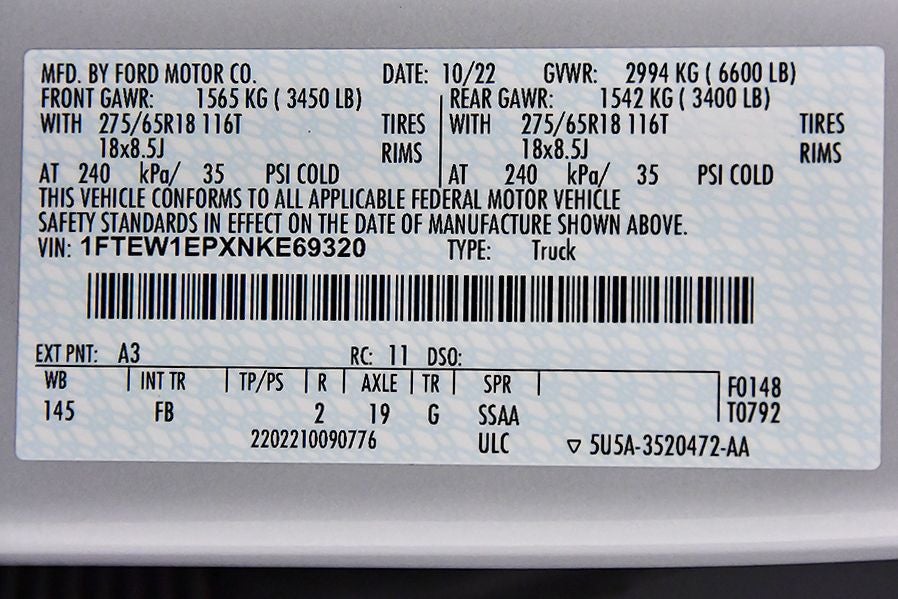 MFD. BY FORD MOTOR CO. DATE: 10/22 GVWR: 2994 KG ( 6600 LB)
FRONT GAWR: 1565 KG ( 3450 LB) REAR GAWR: 1542 KG ( 3400 LB)
WITH 275/65R18 116T TIRES WITH 275/65R18 116T TIRES
18x8.5J RIMS 18x8.5J RIMS
AT 240 kPa/ 35 PSI COLD AT 240 kPa/ 35 PSI COLD
THIS VEHICLE CONFORMS TO ALL APPLICABLE FEDERAL MOTOR VEHICLE
SAFETY STANDARDS IN EFFECT ON THE DATE OF MANUFACTURE SHOWN ABOVE.
VIN: 1FTEW1EPXNKE69320 TYPE: Truck
EXT PNT: A3 RC: 11 DSO:
WB INT TR TP/PS R AXLE TR SPR F0148
145 FB 2 19 G SSAA T0792
2202210090776 ULC ▽ 5U5A-3520472-AA